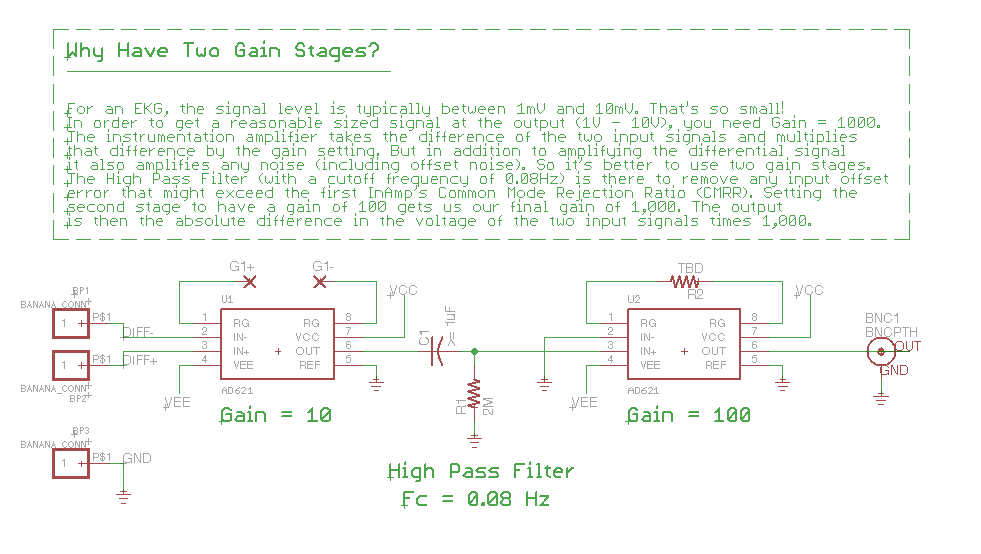 Why Have Two Gain Stages?
For an EKG, the signal level is typically between 1mV and 10mV. That's so small!
In order to get a reasonable sized signal at the output (1V - 10V), you need Gain = 1000.
The instrumentation amplifier takes the difference of the two input signals and multiplies
that difference by the gain setting. But in addition to amplifying the differential signal
it also amplifies any noise (including offset noise). So it's better to use two gain stages.
The High Pass Filter (with a cutoff frequency of 0.08Hz) is there to remove any input offset
error that might exceed the first InAmp's Common Mode Rejection Ratio (CMRR). Setting the
second stage to have a gain of 100 gets us our final gain of 1,000. The output
is then the absolute difference in the voltage of the two input signals times 1,000.
G1+ G1-
TBD
R2
BP1
BANANA_CONN
1 P$1 DIFF-
P$1 DIFF+
1
BANANA_CONN
BP2
U1
1 RG RG 8
2 IN- VCC 7
3 IN+ OUT 6
4 VEE REF 5
AD621
VCC
VEE
Gain = 10
C1 >= 1uF
R1 2M
U2
1 RG RG 8
2 IN- VCC 7
3 IN+ OUT 6
4 VEE REF 5
AD621
VCC
VEE
Gain = 100
BNC1
BNCPTH
OUT
GND
BP3
BANANA_CONN
1 P$1 GND
High Pass Filter
Fc = 0.08 Hz